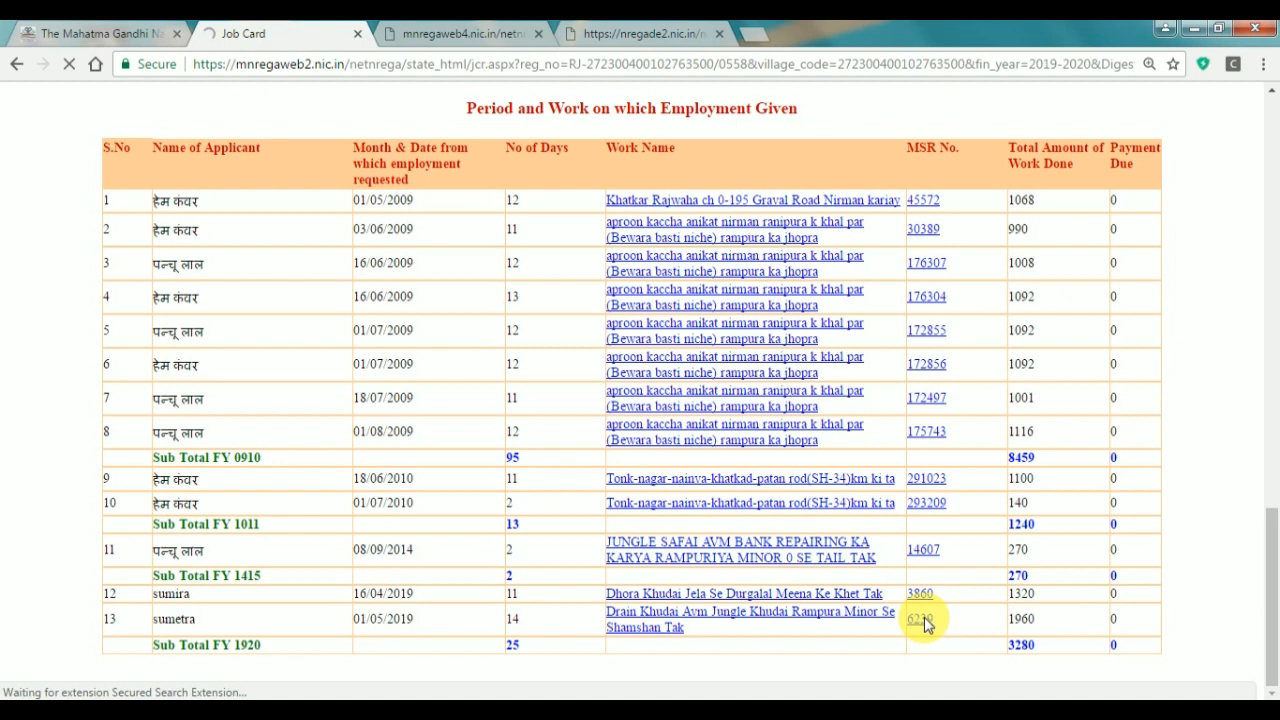 The Mahatma Gandhi Na
Job Card
mnregaweb4.nic.in/netn
https://nregade2.nic.in/n
Secure
https://mnregaweb2.nic.in/netnrega/state_html/jcr.aspx?reg_no=RJ-272300400102763500/0558&village_code=272300400102763500&fin_year=2019-2020&Diges
Period and Work on which Employment Given
S.No Name of Applicant Month & Date from which employment requested No of Days Work Name MSR No. Total Amount of Work Done Payment Due
1 हेम कंवर 01/05/2009 12 Khatkar Rajwaha ch 0-195 Graval Road Nirman kariay 45572 1068 0
2 हेम कंवर 03/06/2009 11 aproon kaccha anikat nirman ranipura k khal par (Bewara basti niche) rampura ka jhopra 30389 990 0
3 पन्चू लाल 16/06/2009 12 aproon kaccha anikat nirman ranipura k khal par (Bewara basti niche) rampura ka jhopra 176307 1008 0
4 हेम कंवर 16/06/2009 13 aproon kaccha anikat nirman ranipura k khal par (Bewara basti niche) rampura ka jhopra 176304 1092 0
5 पन्चू लाल 01/07/2009 12 aproon kaccha anikat nirman ranipura k khal par (Bewara basti niche) rampura ka jhopra 172855 1092 0
6 हेम कंवर 01/07/2009 12 aproon kaccha anikat nirman ranipura k khal par (Bewara basti niche) rampura ka jhopra 172856 1092 0
7 पन्चू लाल 18/07/2009 11 aproon kaccha anikat nirman ranipura k khal par (Bewara basti niche) rampura ka jhopra 172497 1001 0
8 पन्चू लाल 01/08/2009 12 aproon kaccha anikat nirman ranipura k khal par (Bewara basti niche) rampura ka jhopra 175743 1116 0
Sub Total FY 0910 95 8459 0
9 हेम कंवर 18/06/2010 11 Tonk-nagar-nainva-khatkad-patan rod(SH-34)km ki ta 291023 1100 0
10 हेम कंवर 01/07/2010 2 Tonk-nagar-nainva-khatkad-patan rod(SH-34)km ki ta 293209 140 0
Sub Total FY 1011 13 1240 0
11 पन्चू लाल 08/09/2014 2 JUNGLE SAFAI AVM BANK REPAIRING KA KARYA RAMPURIYA MINOR 0 SE TAIL TAK 14607 270 0
Sub Total FY 1415 2 270 0
12 sumira 16/04/2019 11 Dhora Khudai Jela Se Durgalal Meena Ke Khet Tak 3860 1320 0
13 sumetra 01/05/2019 14 Drain Khudai Avm Jungle Khudai Rampura Minor Se Shamshan Tak 1960 0
Sub Total FY 1920 25 3280 0
Waiting for extension Secured Search Extension...